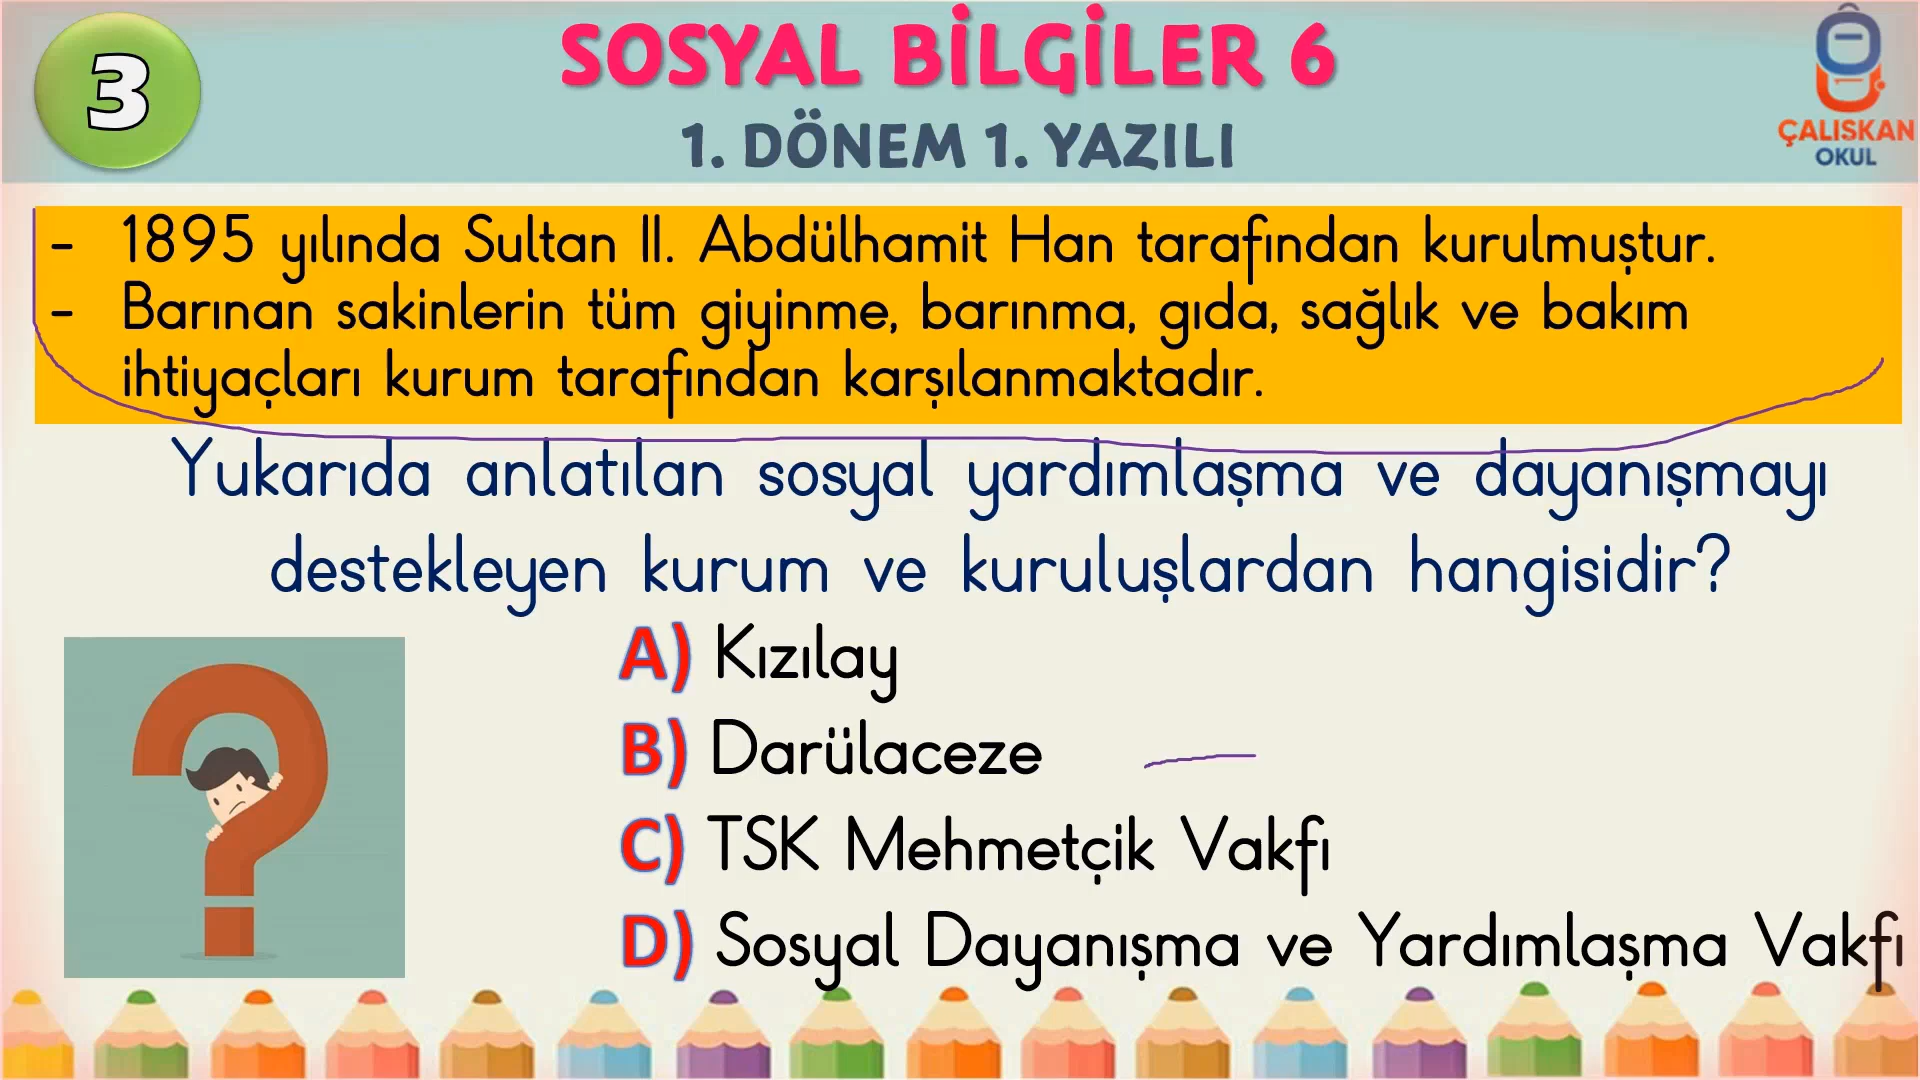 3
SOSYAL BİLGİLER 6
1. DÖNEM 1. YAZILI
ÇALIŞKAN
OKUL
- 1895 yılında Sultan II. Abdülhamit Han tarafından kurulmuştur.
- Barınan sakinlerin tüm giyinme, barınma, gıda, sağlık ve bakım
ihtiyaçları kurum tarafından karşılanmaktadır.
Yukarıda anlatılan sosyal yardımlaşma ve dayanışmayı
destekleyen kurum ve kuruluşlardan hangisidir?
A) Kızılay
B) Darülaceze
C) TSK Mehmetçik Vakfı
D) Sosyal Dayanışma ve Yardımlaşma Vakfı